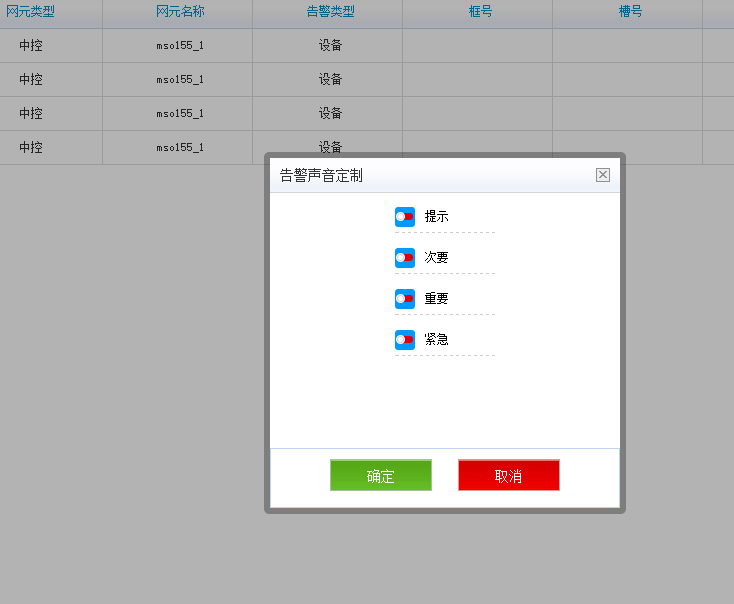 网元类型 网元名称 告警类型 框号 槽号
中控 mso155_1 设备
中控 mso155_1 设备
中控 mso155_1 设备
中控 mso155_1 设备
告警声音定制
提示
次要
重要
紧急
确定 取消